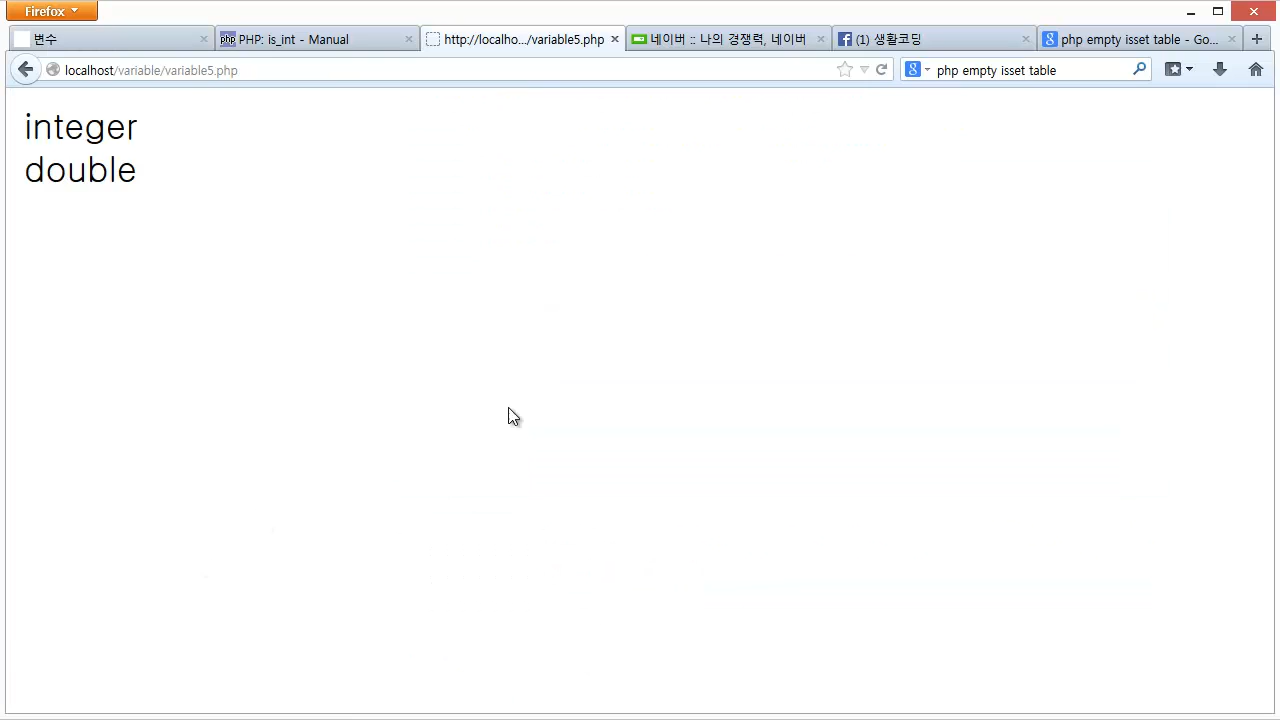 Firefox
변수
php PHP: is_int - Manual
http://localho.../variable5.php
네이버 :: 나의 경쟁력, 네이버
f (1) 생활코딩
g php empty isset table - Go...
localhost/variable/variable5.php
g php empty isset table
integer
double